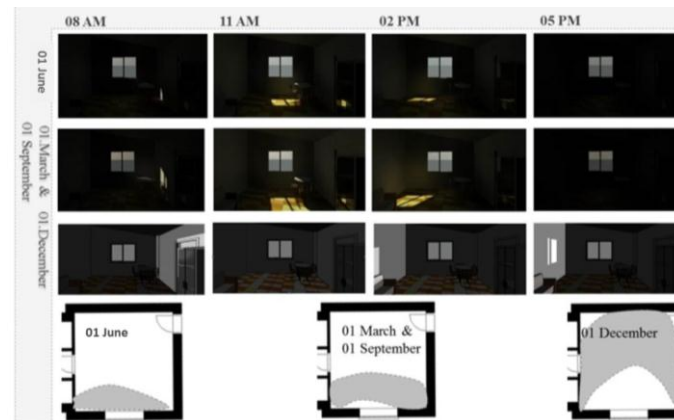 08 AM 11 AM 02 PM 05 PM
01 June
01.March &
01 September
01.December
01 June
01 March &
01 September
01 December